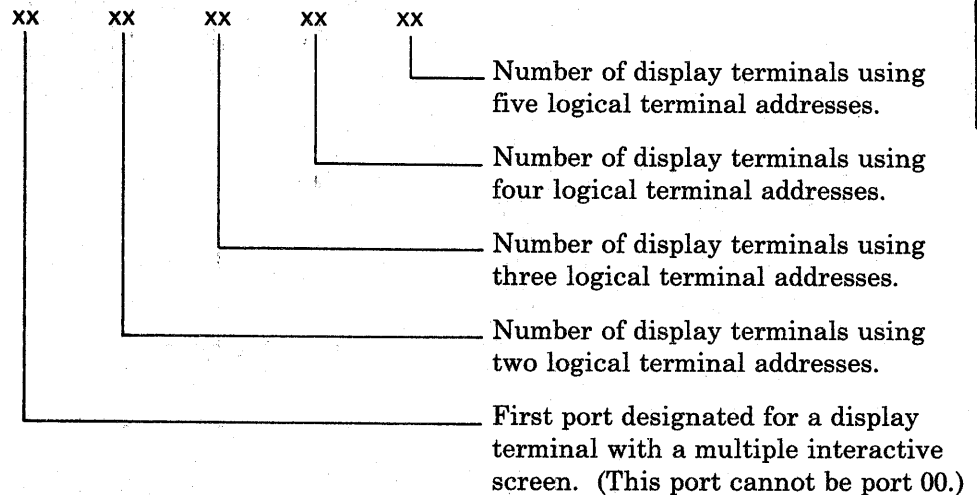 xx xx xx xx xx
Number of display terminals using
five logical terminal addresses.
Number of display terminals using
four logical terminal addresses.
Number of display terminals using
three logical terminal addresses.
Number of display terminals using
two logical terminal addresses.
First port designated for a display
terminal with a multiple interactive
screen. (This port cannot be port 00.)